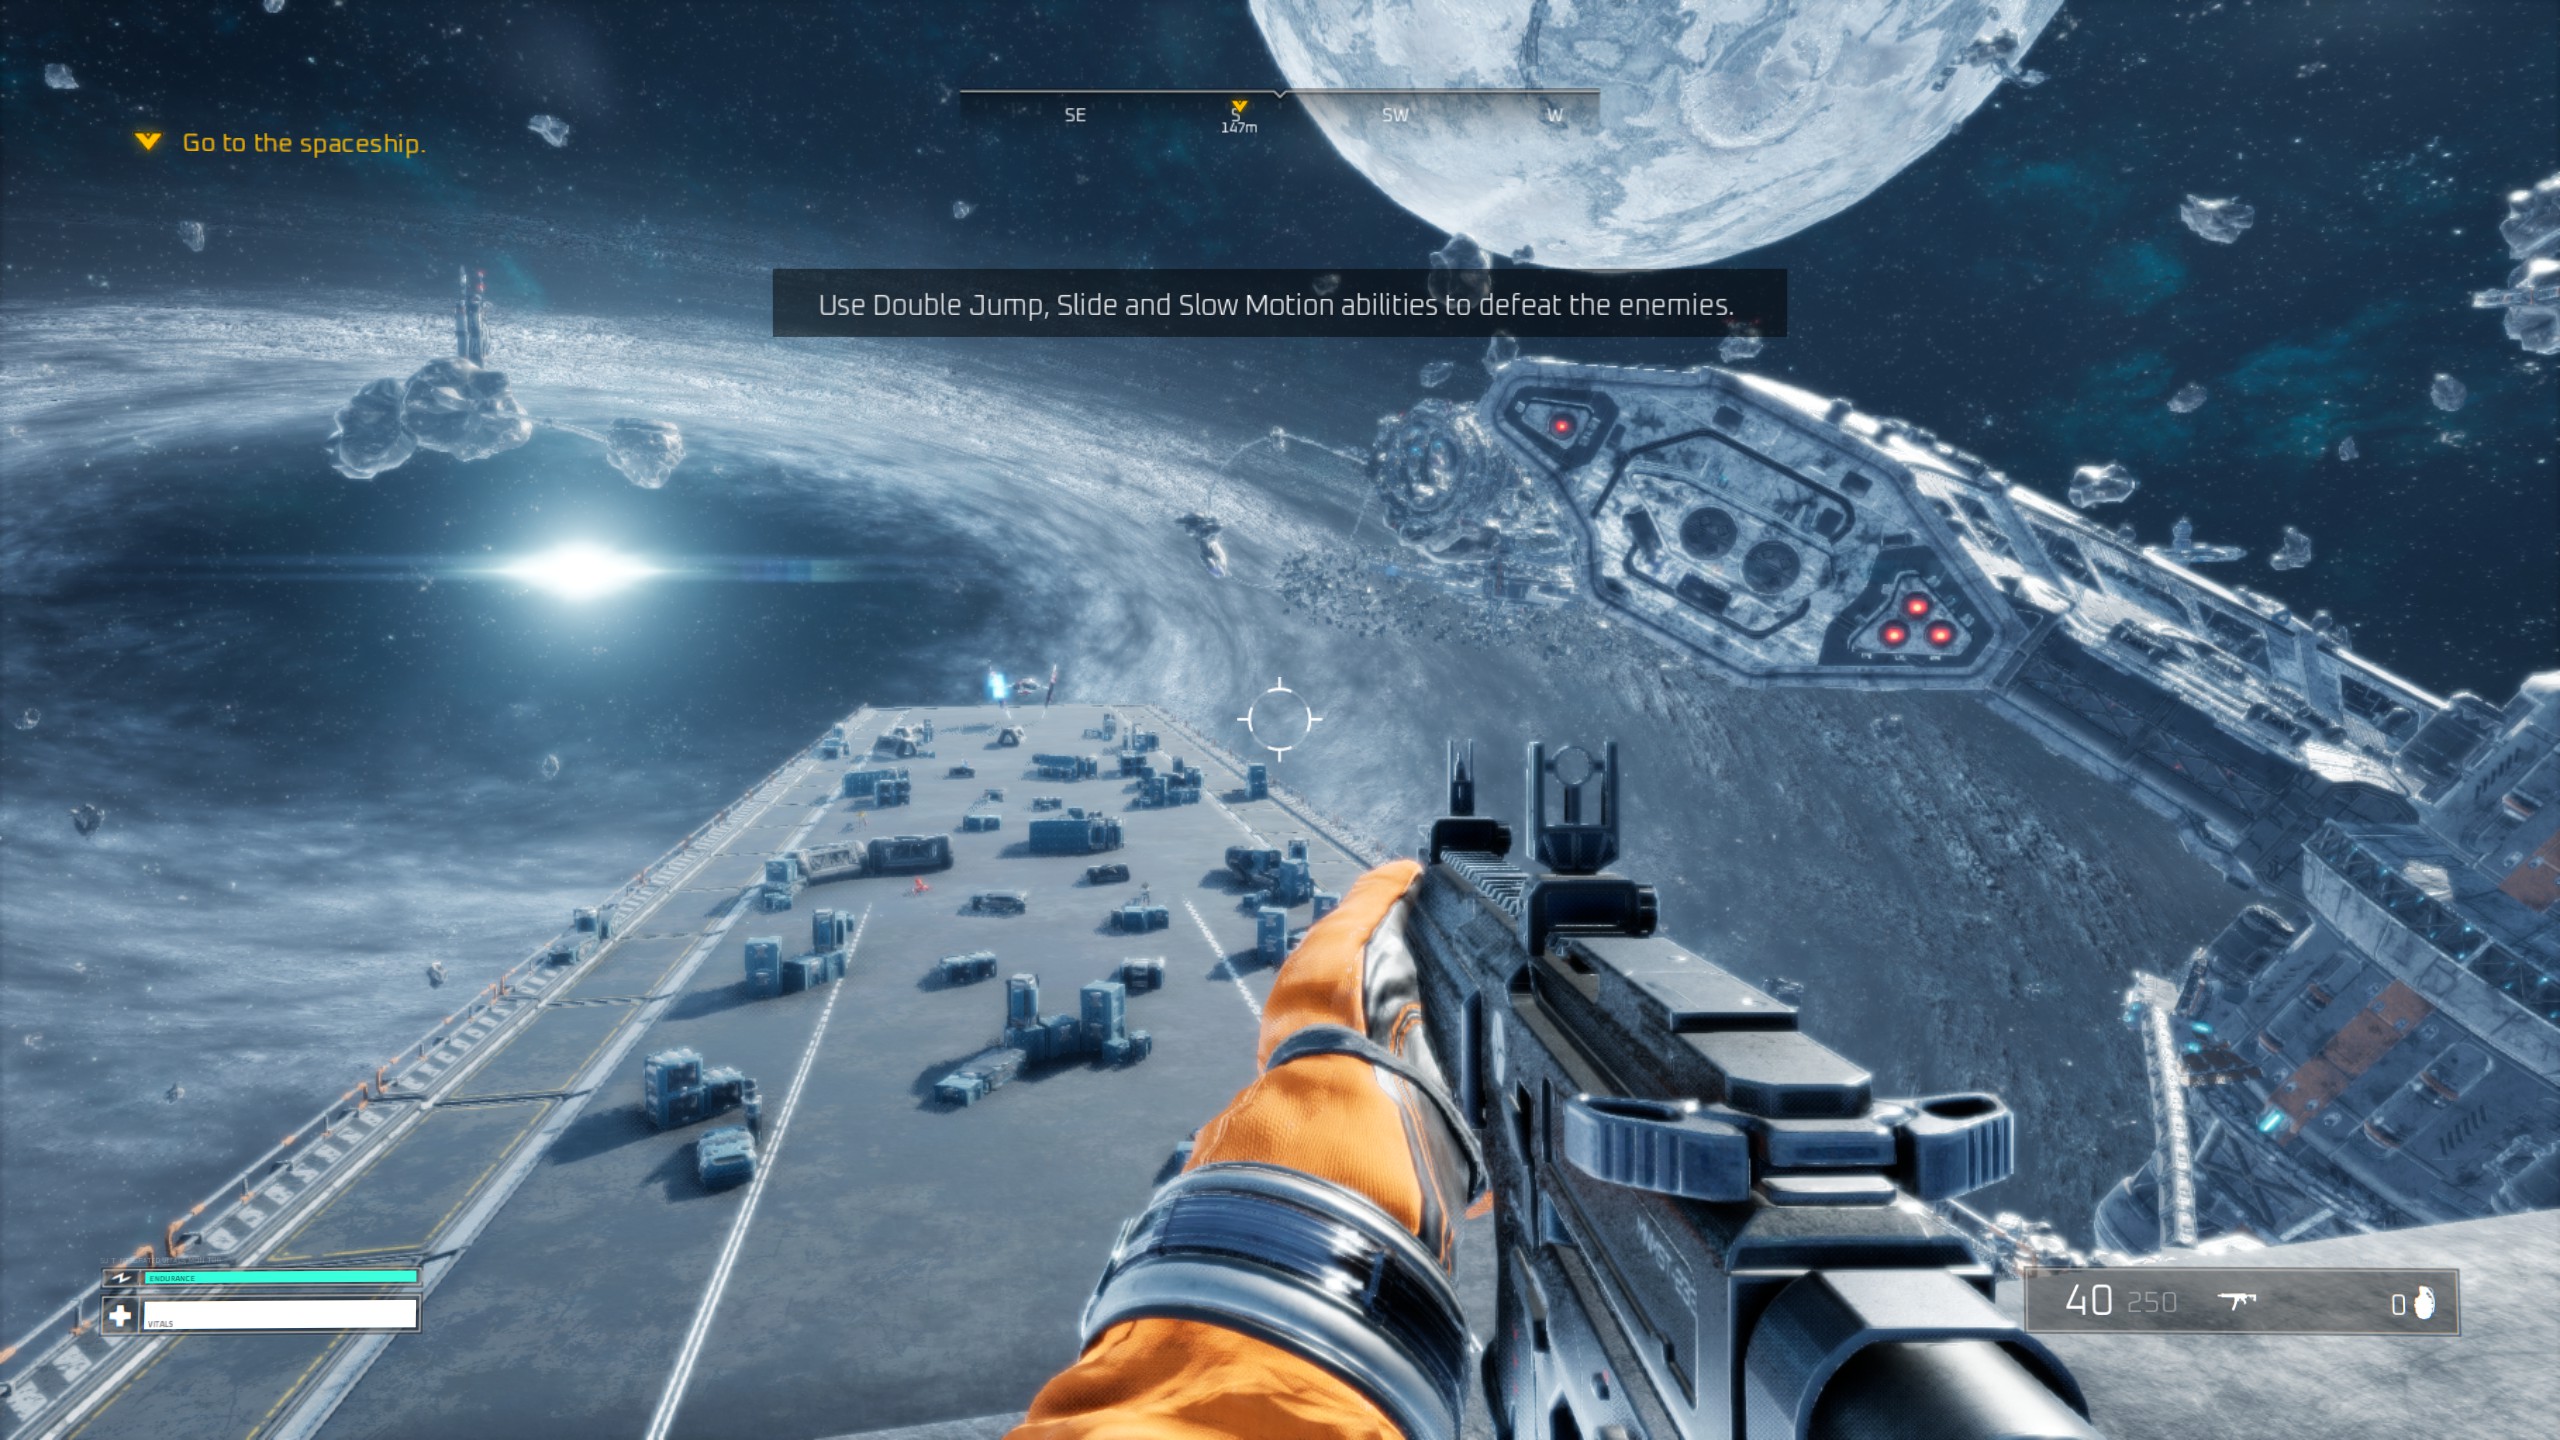 SE
S
SW
W
147m
Go to the spaceship.
Use Double Jump, Slide and Slow Motion abilities to defeat the enemies.
ENDURANCE
VITALS
40 250
0